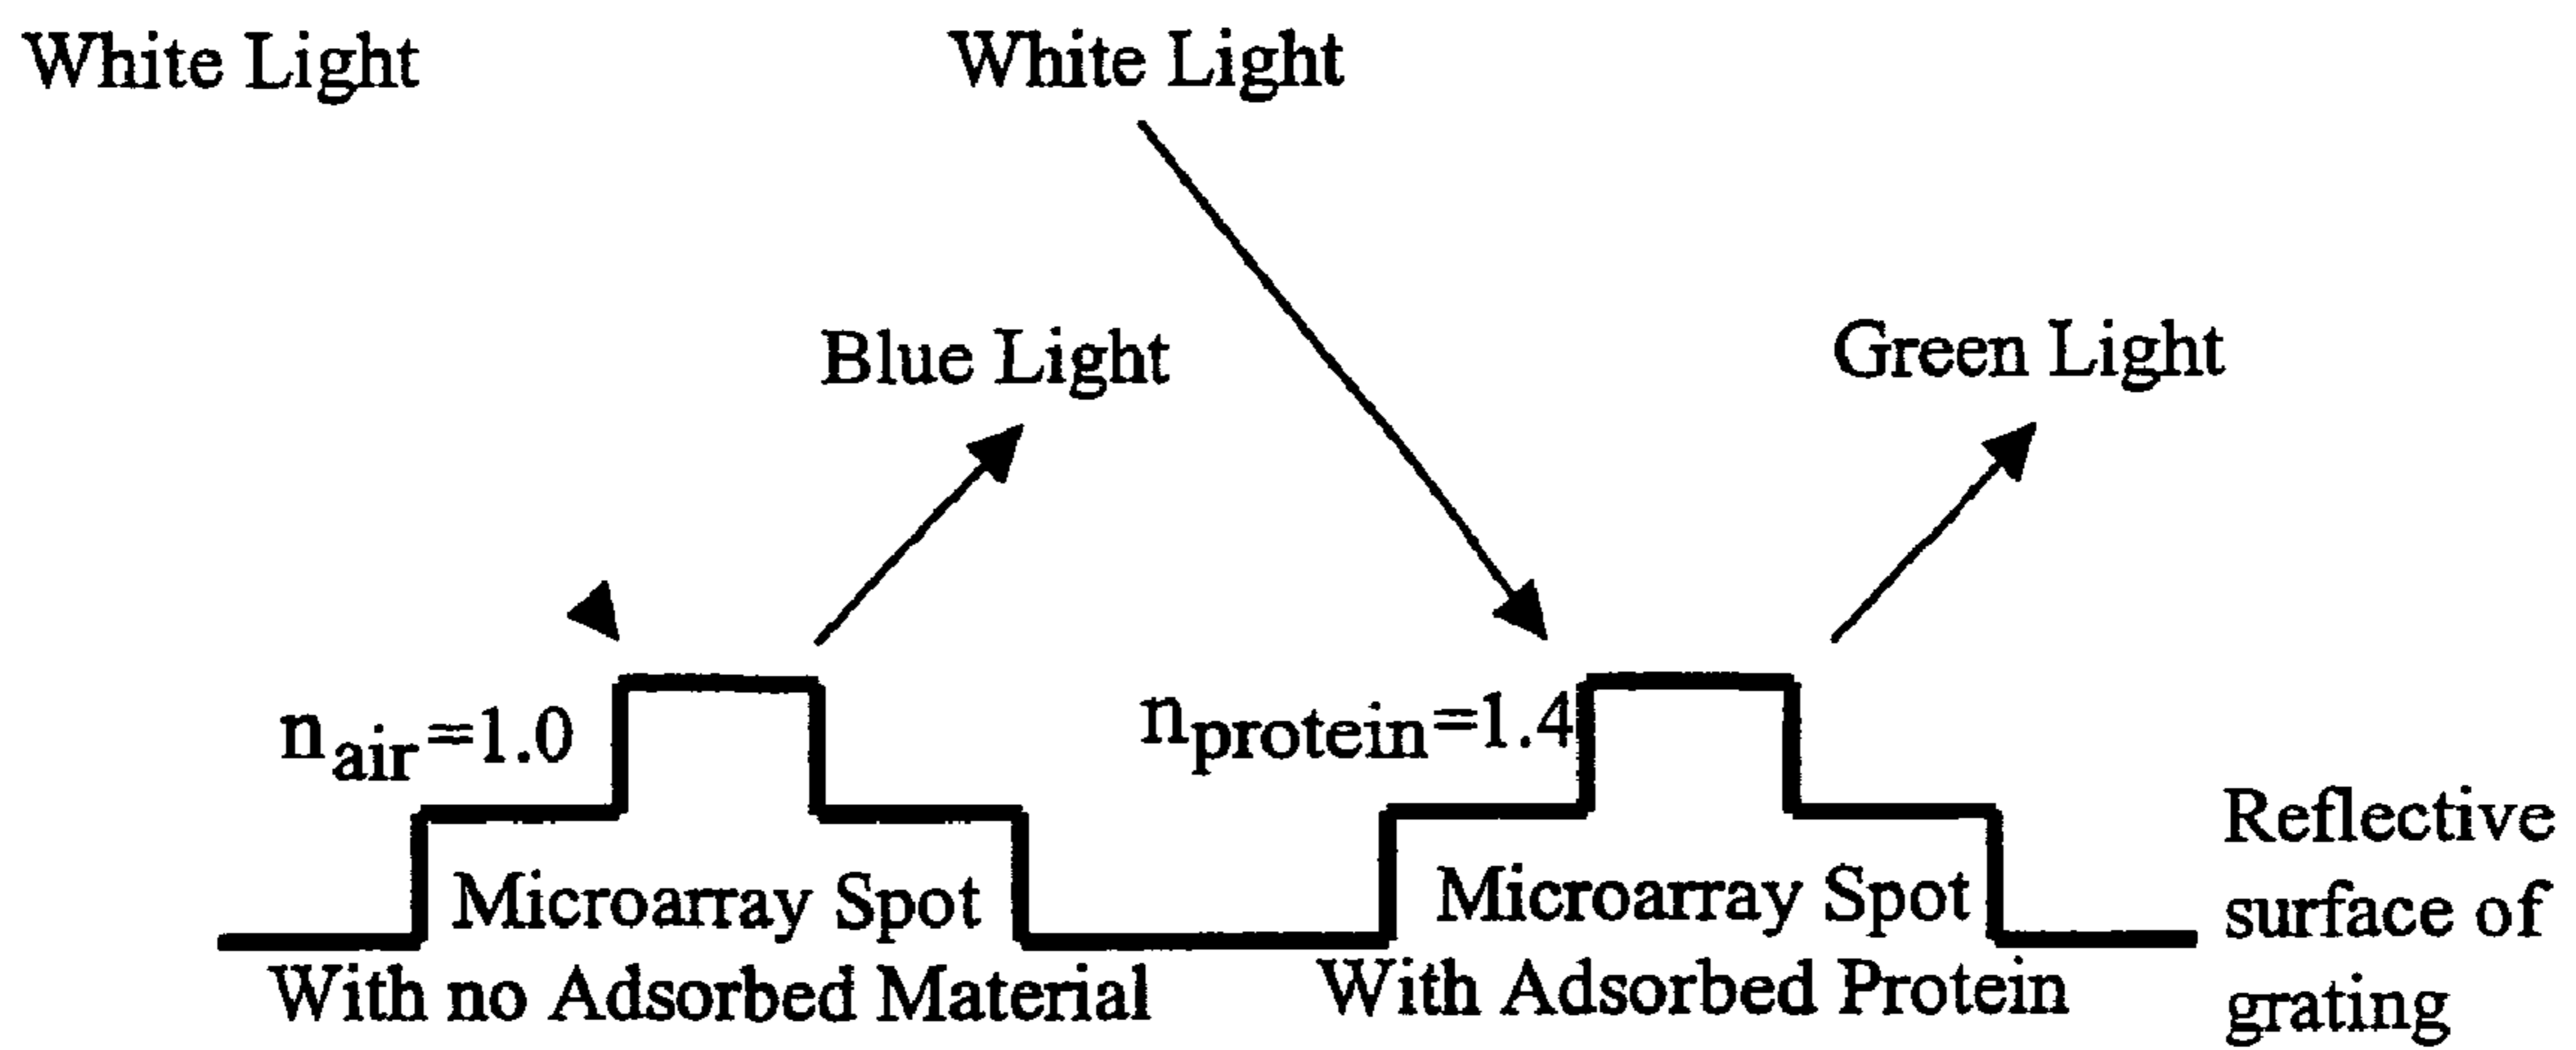 White Light
White Light
Blue Light
Green Light
nair=1.0
nprotein=1.4
Microarray Spot
With no Adsorbed Material
Microarray Spot
With Adsorbed Protein
Reflective
surface of
grating